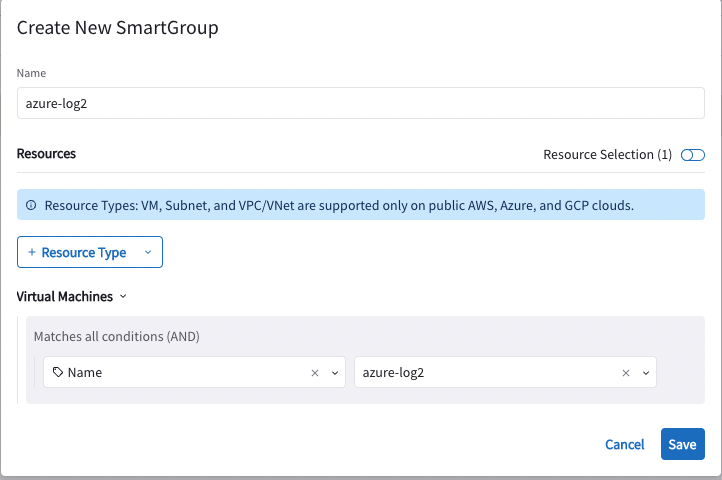 Create New SmartGroup
Name
azure-log2
Resources
Resource Selection (1)
Resource Types: VM, Subnet, and VPC/VNet are supported only on public AWS, Azure, and GCP clouds.
+ Resource Type
Virtual Machines
Matches all conditions (AND)
Name
azure-log2
Cancel
Save